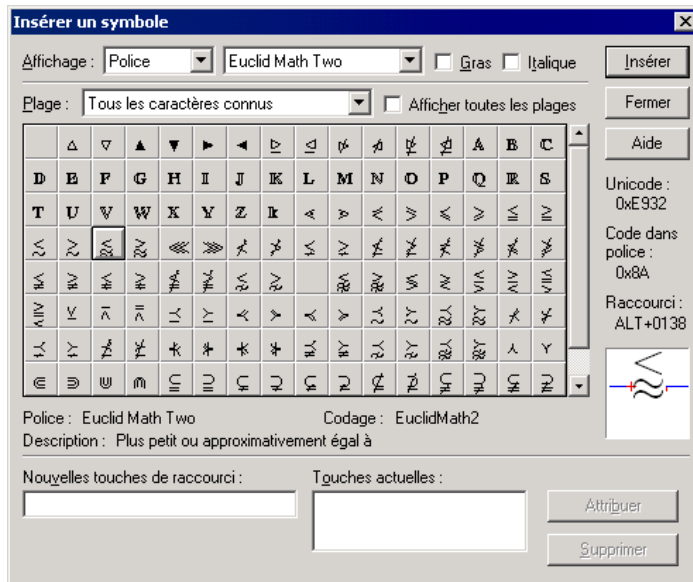 Insérer un symbole
Affichage : Police Euclid Math Two Gras Italique Insérer
Plage : Tous les caractères connus Afficher toutes les plages Fermer
Aide
A B C
D E F G H I J K L M N O P Q R S
T U V W X Y Z k
Unicode :
0xE932
Code dans
police :
0x8A
Raccourci :
ALT+0138
Police : Euclid Math Two Codage : EuclidMath2
Description : Plus petit ou approximativement égal à
Nouvelles touches de raccourci : Touches actuelles :
Attribuer
Supprimer